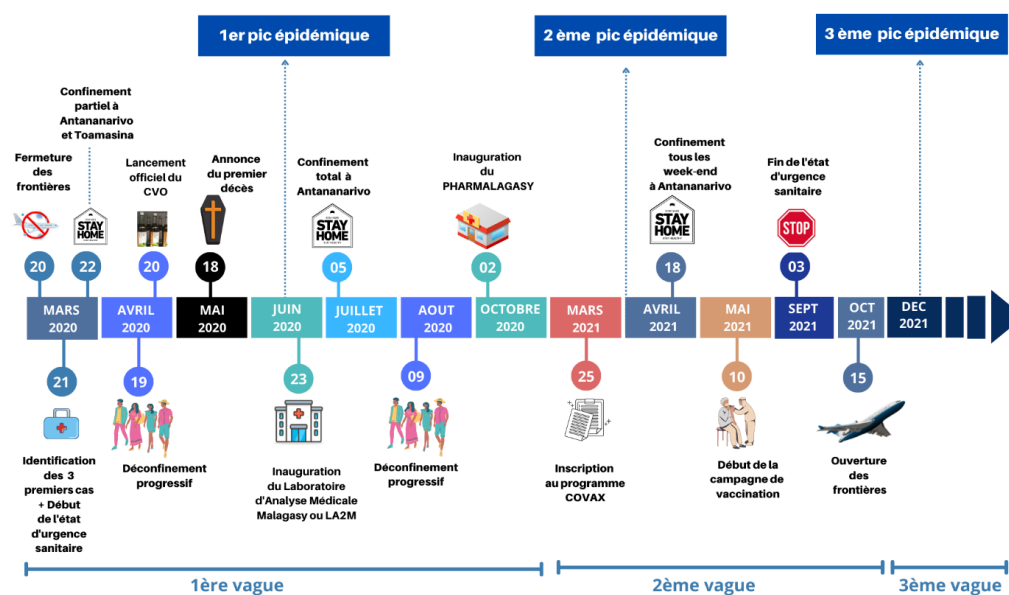 1er pic épidémique
2 ème pic épidémique
3 ème pic épidémique
Confinement
partiel à
Antananarivo
et Toamasina
Fermeture
des
frontières
Lancement
officiel du
CVO
Annonce
du premier
décès
Confinement
total à
Antananarivo
Inauguration
du
PHARMALAGASY
Confinement
tous les
week-end
à Antananarivo
Fin de l'état
d'urgence
sanitaire
STAY
HOME
STAY
HOME
STAY
HOME
STOP
20
22
20
18
05
02
18
03
MARS
2020
AVRIL
2020
MAI
2020
JUIN
2020
JUILLET
2020
AOUT
2020
OCTOBRE
2020
MARS
2021
AVRIL
2021
MAI
2021
SEPT
2021
OCT
2021
DEC
2021
21
19
23
09
25
10
15
Identification
des 3
premiers cas
+ Début
de l'état
d'urgence
sanitaire
Déconfinement
progressif
Inauguration
du Laboratoire
d'Analyse Médicale
Malagasy ou LA2M
Déconfinement
progressif
Inscription
au programme
COVAX
Début de la
campagne de
vaccination
Ouverture
des
frontières
1ère vague
2ème vague
3ème vague